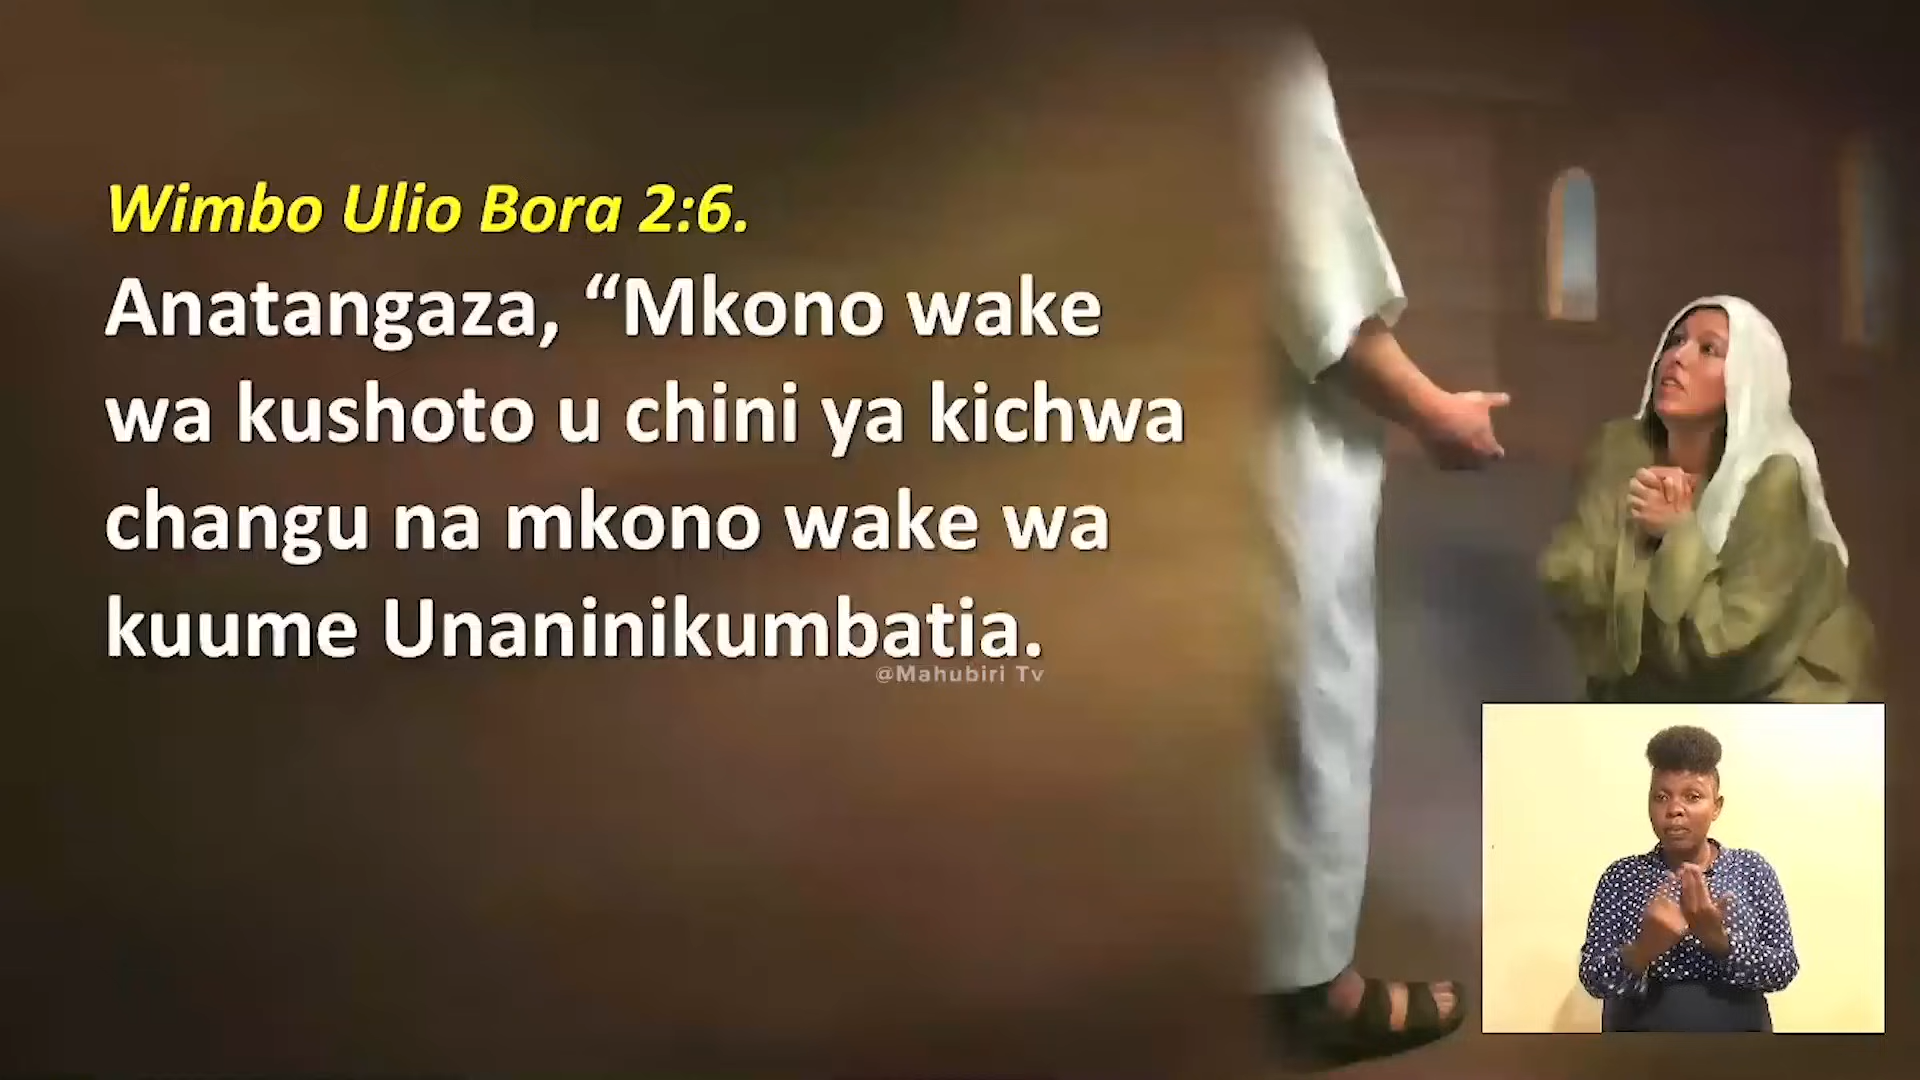 Wimbo Ulio Bora 2:6.
Anatangaza, “Mkono wake
wa kushoto u chini ya kichwa
changu na mkono wake wa
kuume Unaninikumbatia.
@Mahubiri Tv